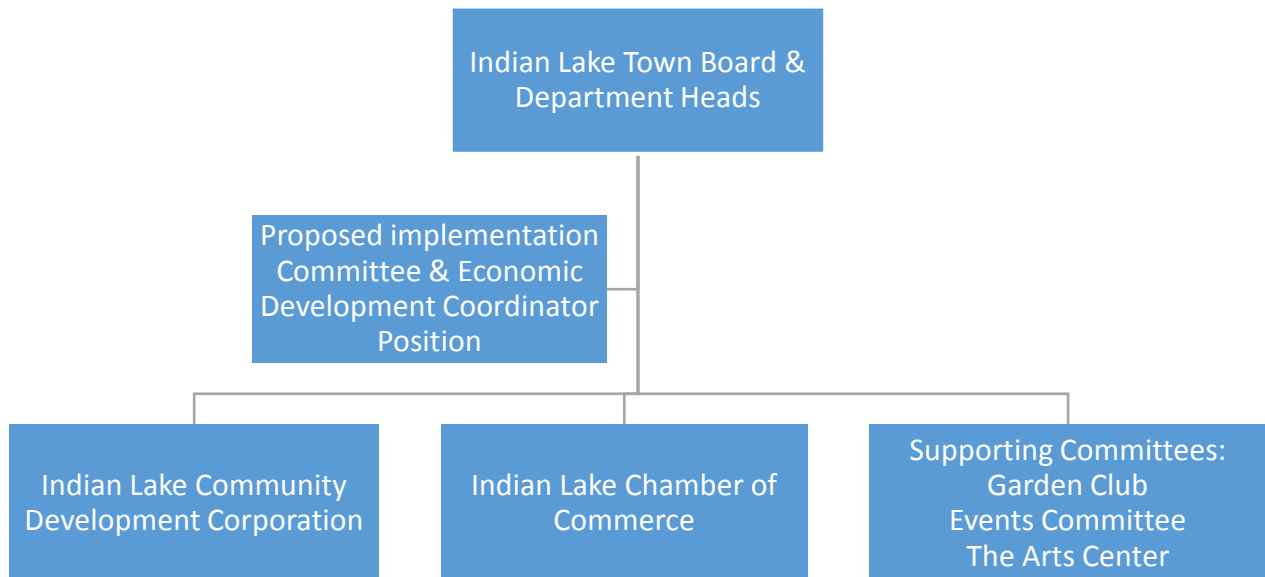 Indian Lake Town Board &
Department Heads
Proposed implementation
Committee & Economic
Development Coordinator
Position
Indian Lake Community
Development Corporation
Indian Lake Chamber of
Commerce
Supporting Committees:
Garden Club
Events Committee
The Arts Center